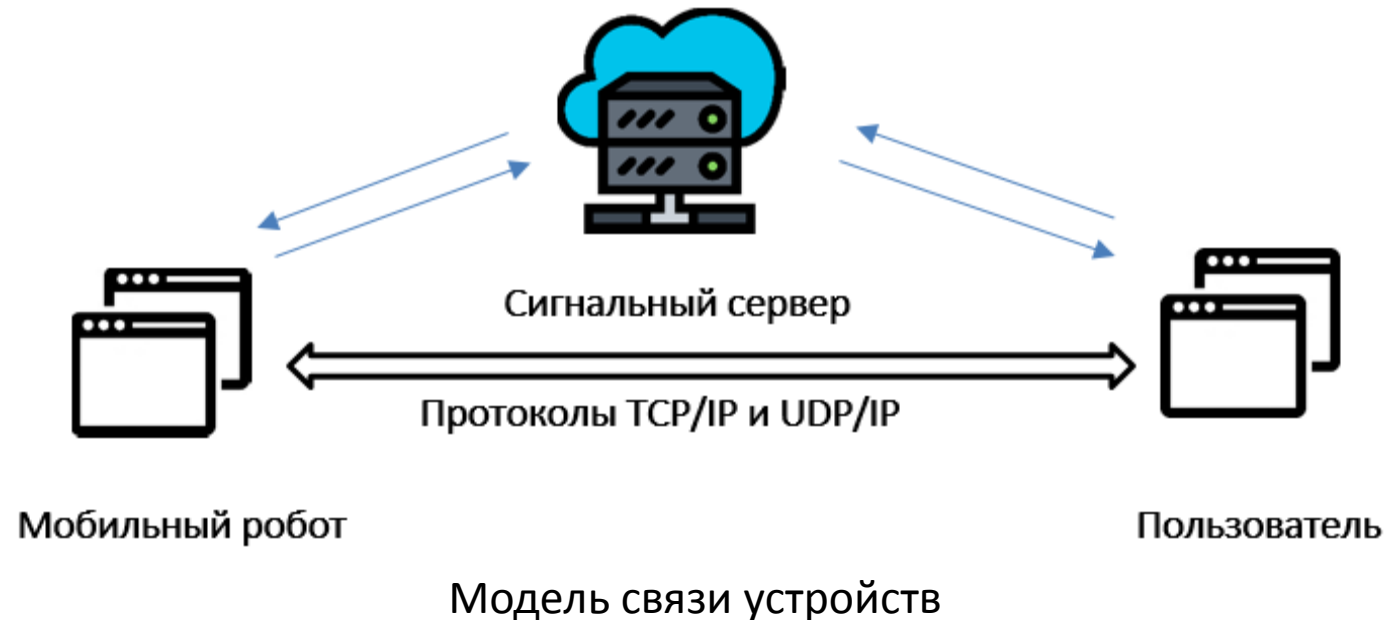 Сигнальный сервер
Протоколы TCP/IP и UDP/IP
Мобильный робот
Пользователь
Модель связи устройств